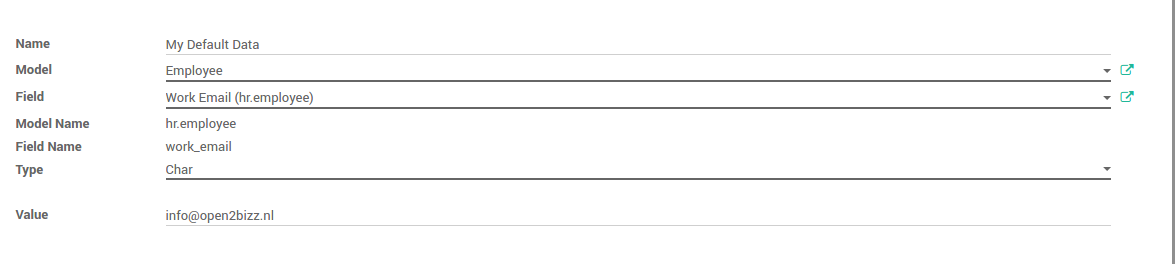 Name My Default Data
Model Employee
Field Work Email (hr.employee)
Model Name hr.employee
Field Name work_email
Type Char
Value info@open2bizz.nl